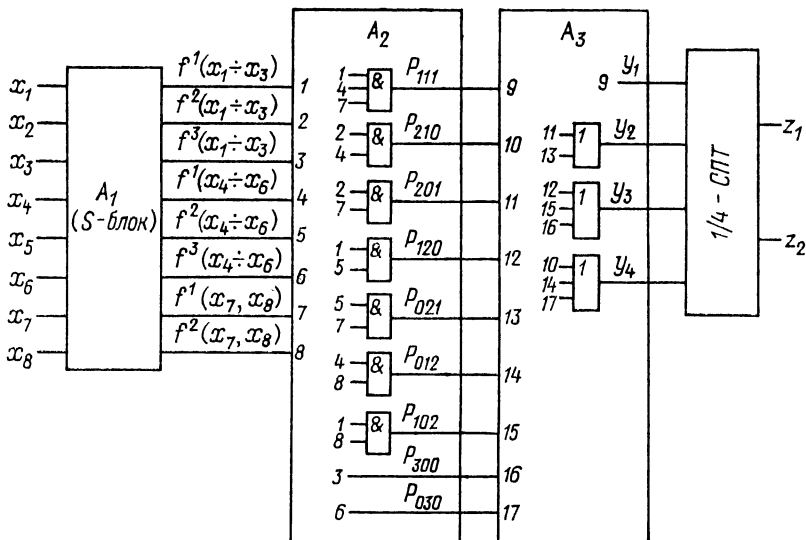 x₁
x₂
x₃
x₄
x₅
x₆
x₇
x₈
A₁
(S-блок)
f¹(x₁÷x₃)
f²(x₁÷x₃)
f³(x₁÷x₃)
f¹(x₄÷x₆)
f²(x₄÷x₆)
f³(x₄÷x₆)
f¹(x₇, x₈)
f²(x₇, x₈)
1
2
3
4
5
6
7
8
A₂
1
4
7
&
P₁₁₁
2
4
&
P₂₁₀
2
7
&
P₂₀₁
1
5
&
P₁₂₀
5
7
&
P₀₂₁
4
8
&
P₀₁₂
1
8
&
P₁₀₂
3
P₃₀₀
6
P₀₃₀
A₃
9
10
11
12
13
14
15
16
17
9
y₁
11
13
1
y₂
12
15
16
1
y₃
10
14
17
1
y₄
1/4 - СПТ
z₁
z₂